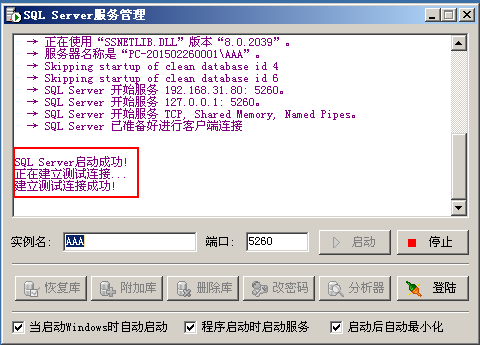 SQL Server服务管理
→ 正在使用“SSNETLIB.DLL”版本“8.0.2039”。
→ 服务器名称是“PC-201502260001\AAA”。
→ Skipping startup of clean database id 4
→ Skipping startup of clean database id 6
→ SQL Server 开始服务 192.168.31.80: 5260。
→ SQL Server 开始服务 127.0.0.1: 5260。
→ SQL Server 开始服务 TCP, Shared Memory, Named Pipes。
→ SQL Server 已准备好进行客户端连接
SQL Server启动成功!
正在建立测试连接...
建立测试连接成功!
实例名: AAA 端口: 5260 启动 停止
恢复库 附加库 删除库 改密码 分析器 登陆
当启动Windows时自动启动 程序启动时启动服务 启动后自动最小化